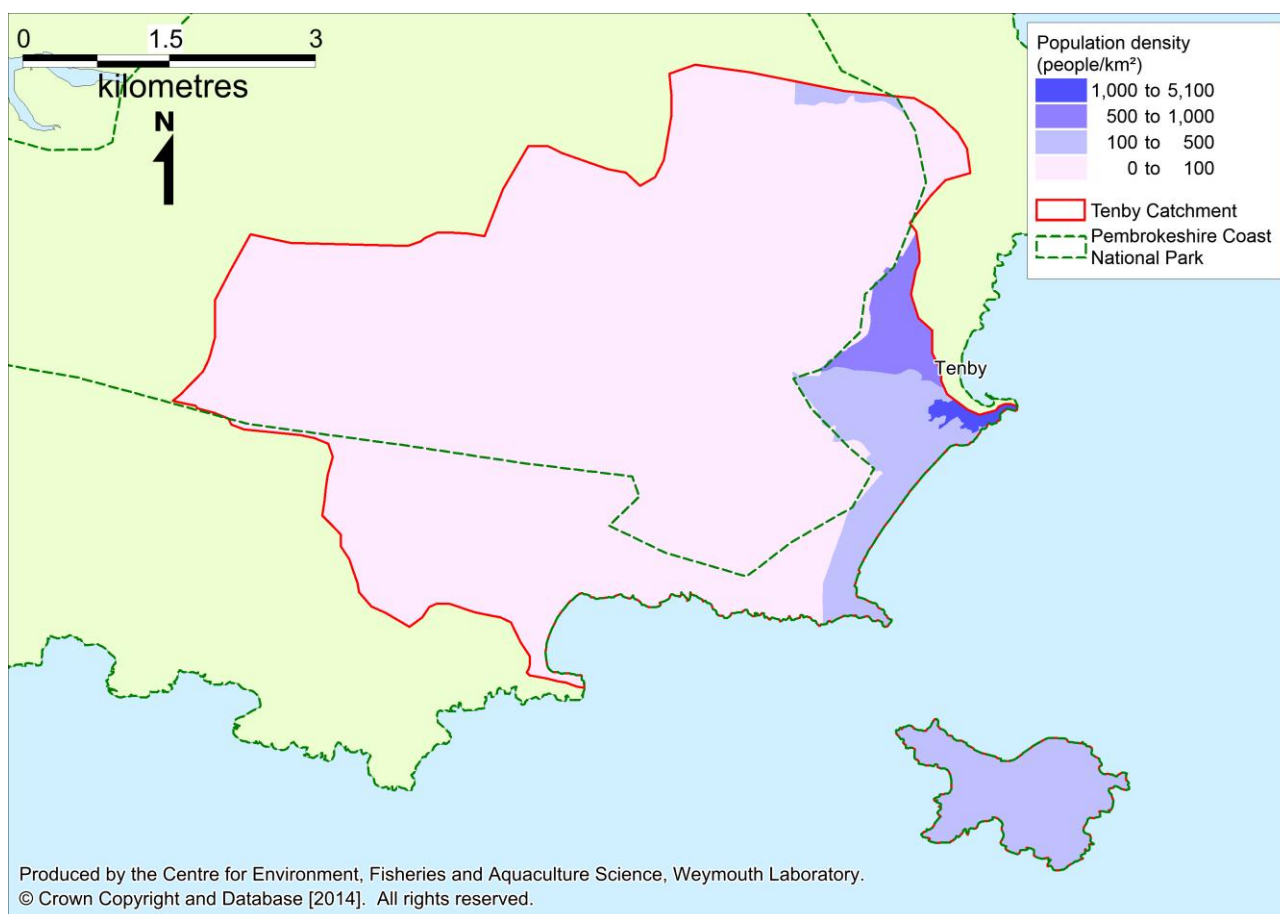 0 1.5 3
kilometres
N
Population density
(people/km²)
1,000 to 5,100
500 to 1,000
100 to 500
0 to 100
Tenby Catchment
Pembrokeshire Coast
National Park
Tenby
Produced by the Centre for Environment, Fisheries and Aquaculture Science, Weymouth Laboratory.
© Crown Copyright and Database [2014]. All rights reserved.